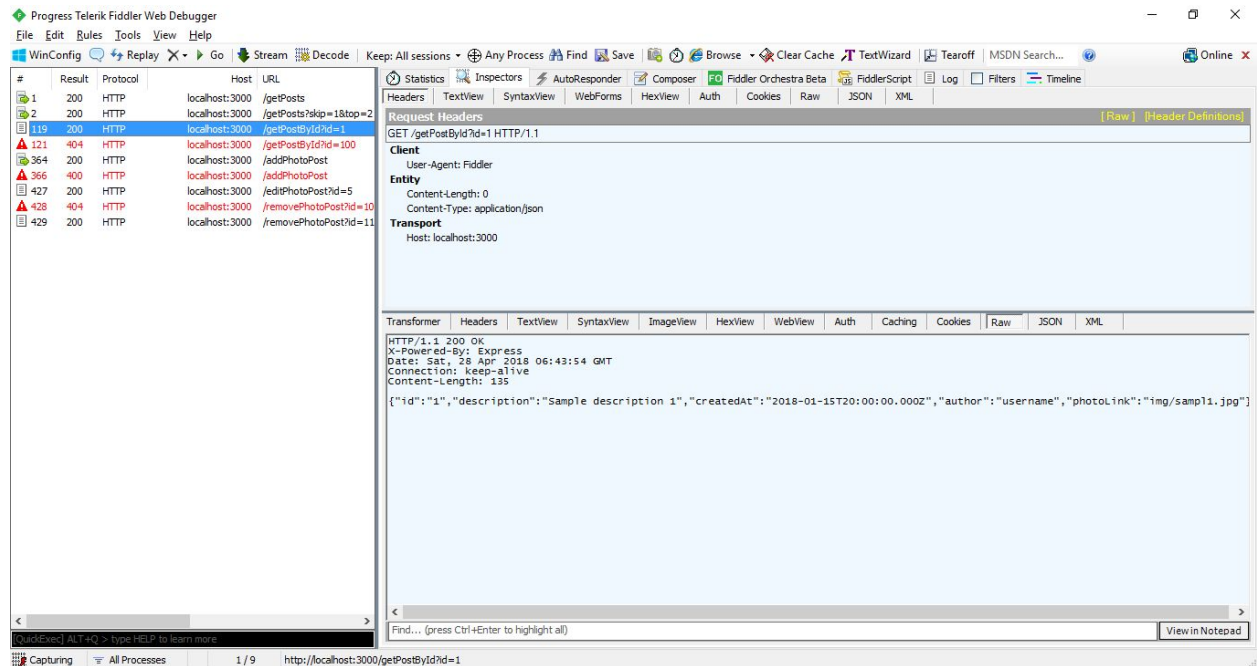 Progress Telerik Fiddler Web Debugger
File Edit Rules Tools View Help
WinConfig Replay Go Stream Decode Keep: All sessions Any Process Find Save Browse Clear Cache TextWizard Tearoff MSDN Search... Online
# Result Protocol Host URL
1 200 HTTP localhost:3000 /getPosts
2 200 HTTP localhost:3000 /getPosts?skip=1&top=2
119 200 HTTP localhost:3000 /getPostById?id=1
121 404 HTTP localhost:3000 /getPostById?id=100
364 200 HTTP localhost:3000 /addPhotoPost
366 400 HTTP localhost:3000 /addPhotoPost
427 200 HTTP localhost:3000 /editPhotoPost?id=5
428 404 HTTP localhost:3000 /removePhotoPost?id=10
429 200 HTTP localhost:3000 /removePhotoPost?id=11
[QuickExec] ALT+Q > type HELP to learn more
Statistics Inspectors AutoResponder Composer FO Fiddler Orchestra Beta FiddlerScript Log Filters Timeline
Headers TextView SyntaxView WebForms HexView Auth Cookies Raw JSON XML
Request Headers [ Raw ] [Header Definitions]
GET /getPostById?id=1 HTTP/1.1
Client
User-Agent: Fiddler
Entity
Content-Length: 0
Content-Type: application/json
Transport
Host: localhost:3000
Transformer Headers TextView SyntaxView ImageView HexView WebView Auth Caching Cookies Raw JSON XML
HTTP/1.1 200 OK
X-Powered-By: Express
Date: Sat, 28 Apr 2018 06:43:54 GMT
Connection: keep-alive
Content-Length: 135
{"id":"1","description":"Sample description 1","createdAt":"2018-01-15T20:00:00.000Z","author":"username","photoLink":"img/sampl1.jpg"}
Find... (press Ctrl+Enter to highlight all) View in Notepad
Capturing All Processes 1 / 9 http://localhost:3000/getPostById?id=1